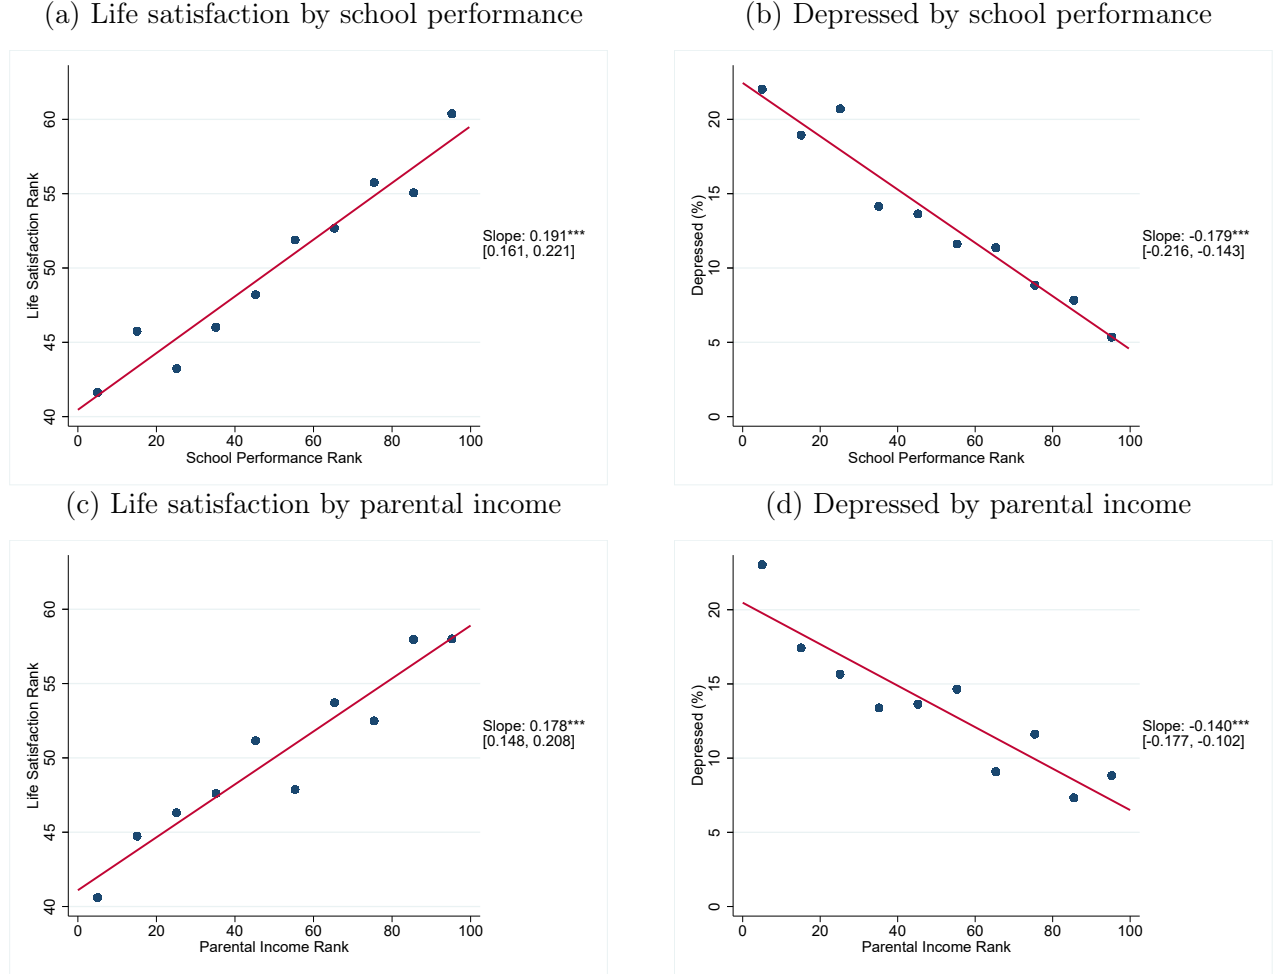 (a) Life satisfaction by school performance
Life Satisfaction Rank
60
55
50
45
40
0 20 40 60 80 100
School Performance Rank
Slope: 0.191***
[0.161, 0.221]
(b) Depressed by school performance
Depressed (%)
20
15
10
5
0
0 20 40 60 80 100
School Performance Rank
Slope: -0.179***
[-0.216, -0.143]
(c) Life satisfaction by parental income
Life Satisfaction Rank
60
55
50
45
40
0 20 40 60 80 100
Parental Income Rank
Slope: 0.178***
[0.148, 0.208]
(d) Depressed by parental income
Depressed (%)
20
15
10
5
0
0 20 40 60 80 100
Parental Income Rank
Slope: -0.140***
[-0.177, -0.102]